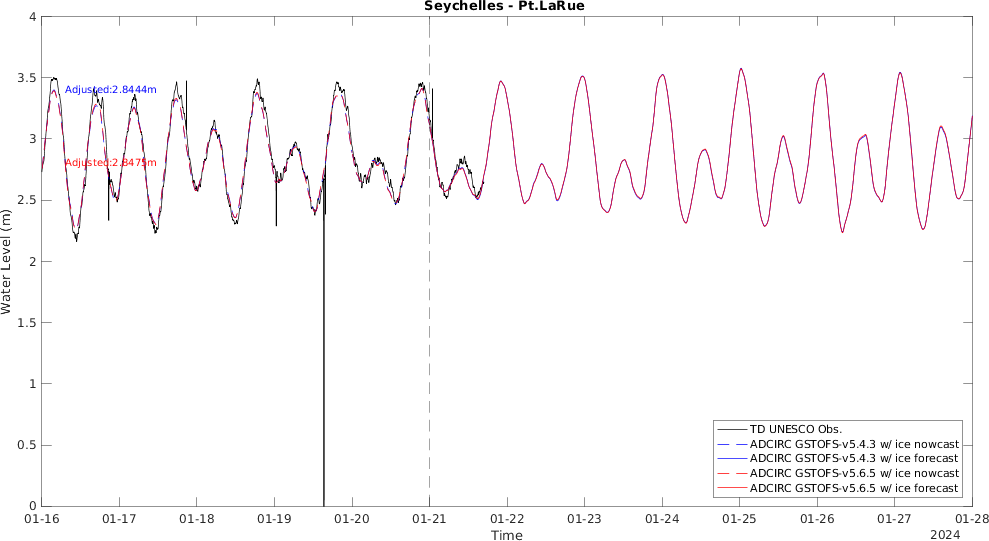 Seychelles - Pt.LaRue
4
3.5
3
2.5
2
1.5
1
0.5
0
Water Level (m)
Adjusted:2.8444m
Adjusted:2.8475m
TD UNESCO Obs.
ADCIRC GSTOFS-v5.4.3 w/ ice nowcast
ADCIRC GSTOFS-v5.4.3 w/ ice forecast
ADCIRC GSTOFS-v5.6.5 w/ ice nowcast
ADCIRC GSTOFS-v5.6.5 w/ ice forecast
01-16 01-17 01-18 01-19 01-20 01-21 01-22 01-23 01-24 01-25 01-26 01-27 01-28
Time
2024